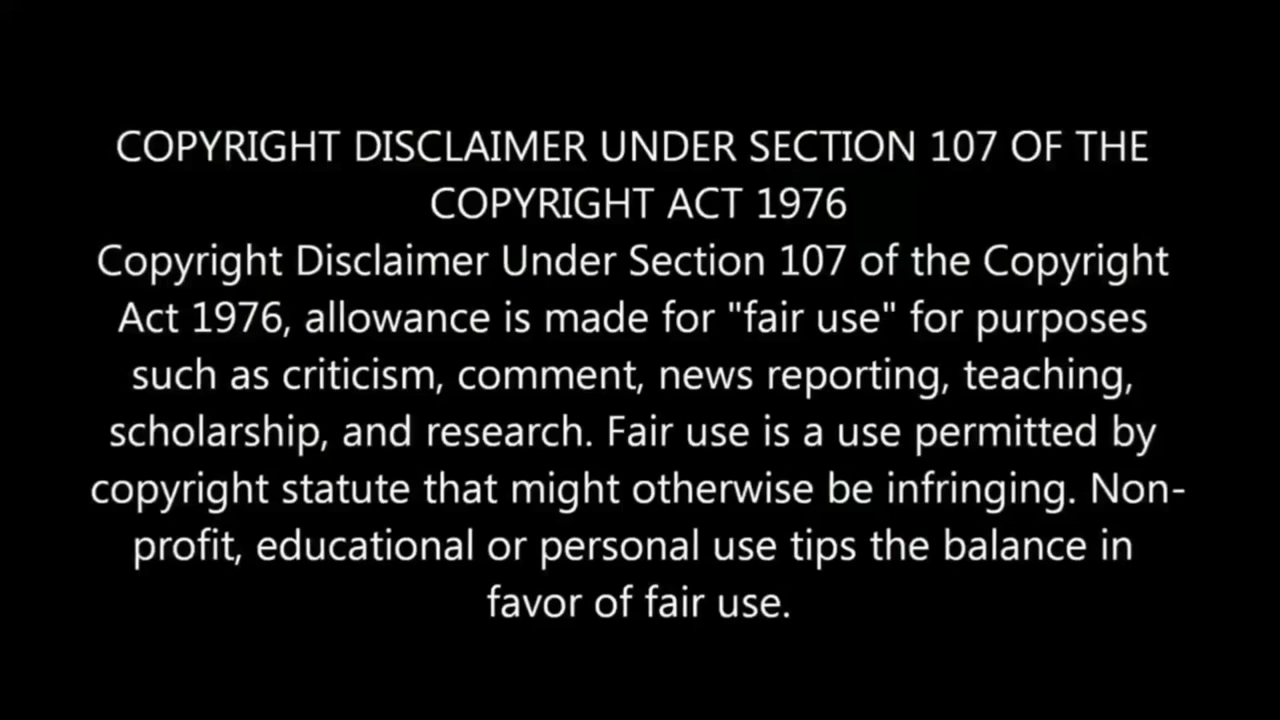 COPYRIGHT DISCLAIMER UNDER SECTION 107 OF THE
COPYRIGHT ACT 1976
Copyright Disclaimer Under Section 107 of the Copyright
Act 1976, allowance is made for "fair use" for purposes
such as criticism, comment, news reporting, teaching,
scholarship, and research. Fair use is a use permitted by
copyright statute that might otherwise be infringing. Non-
profit, educational or personal use tips the balance in
favor of fair use.